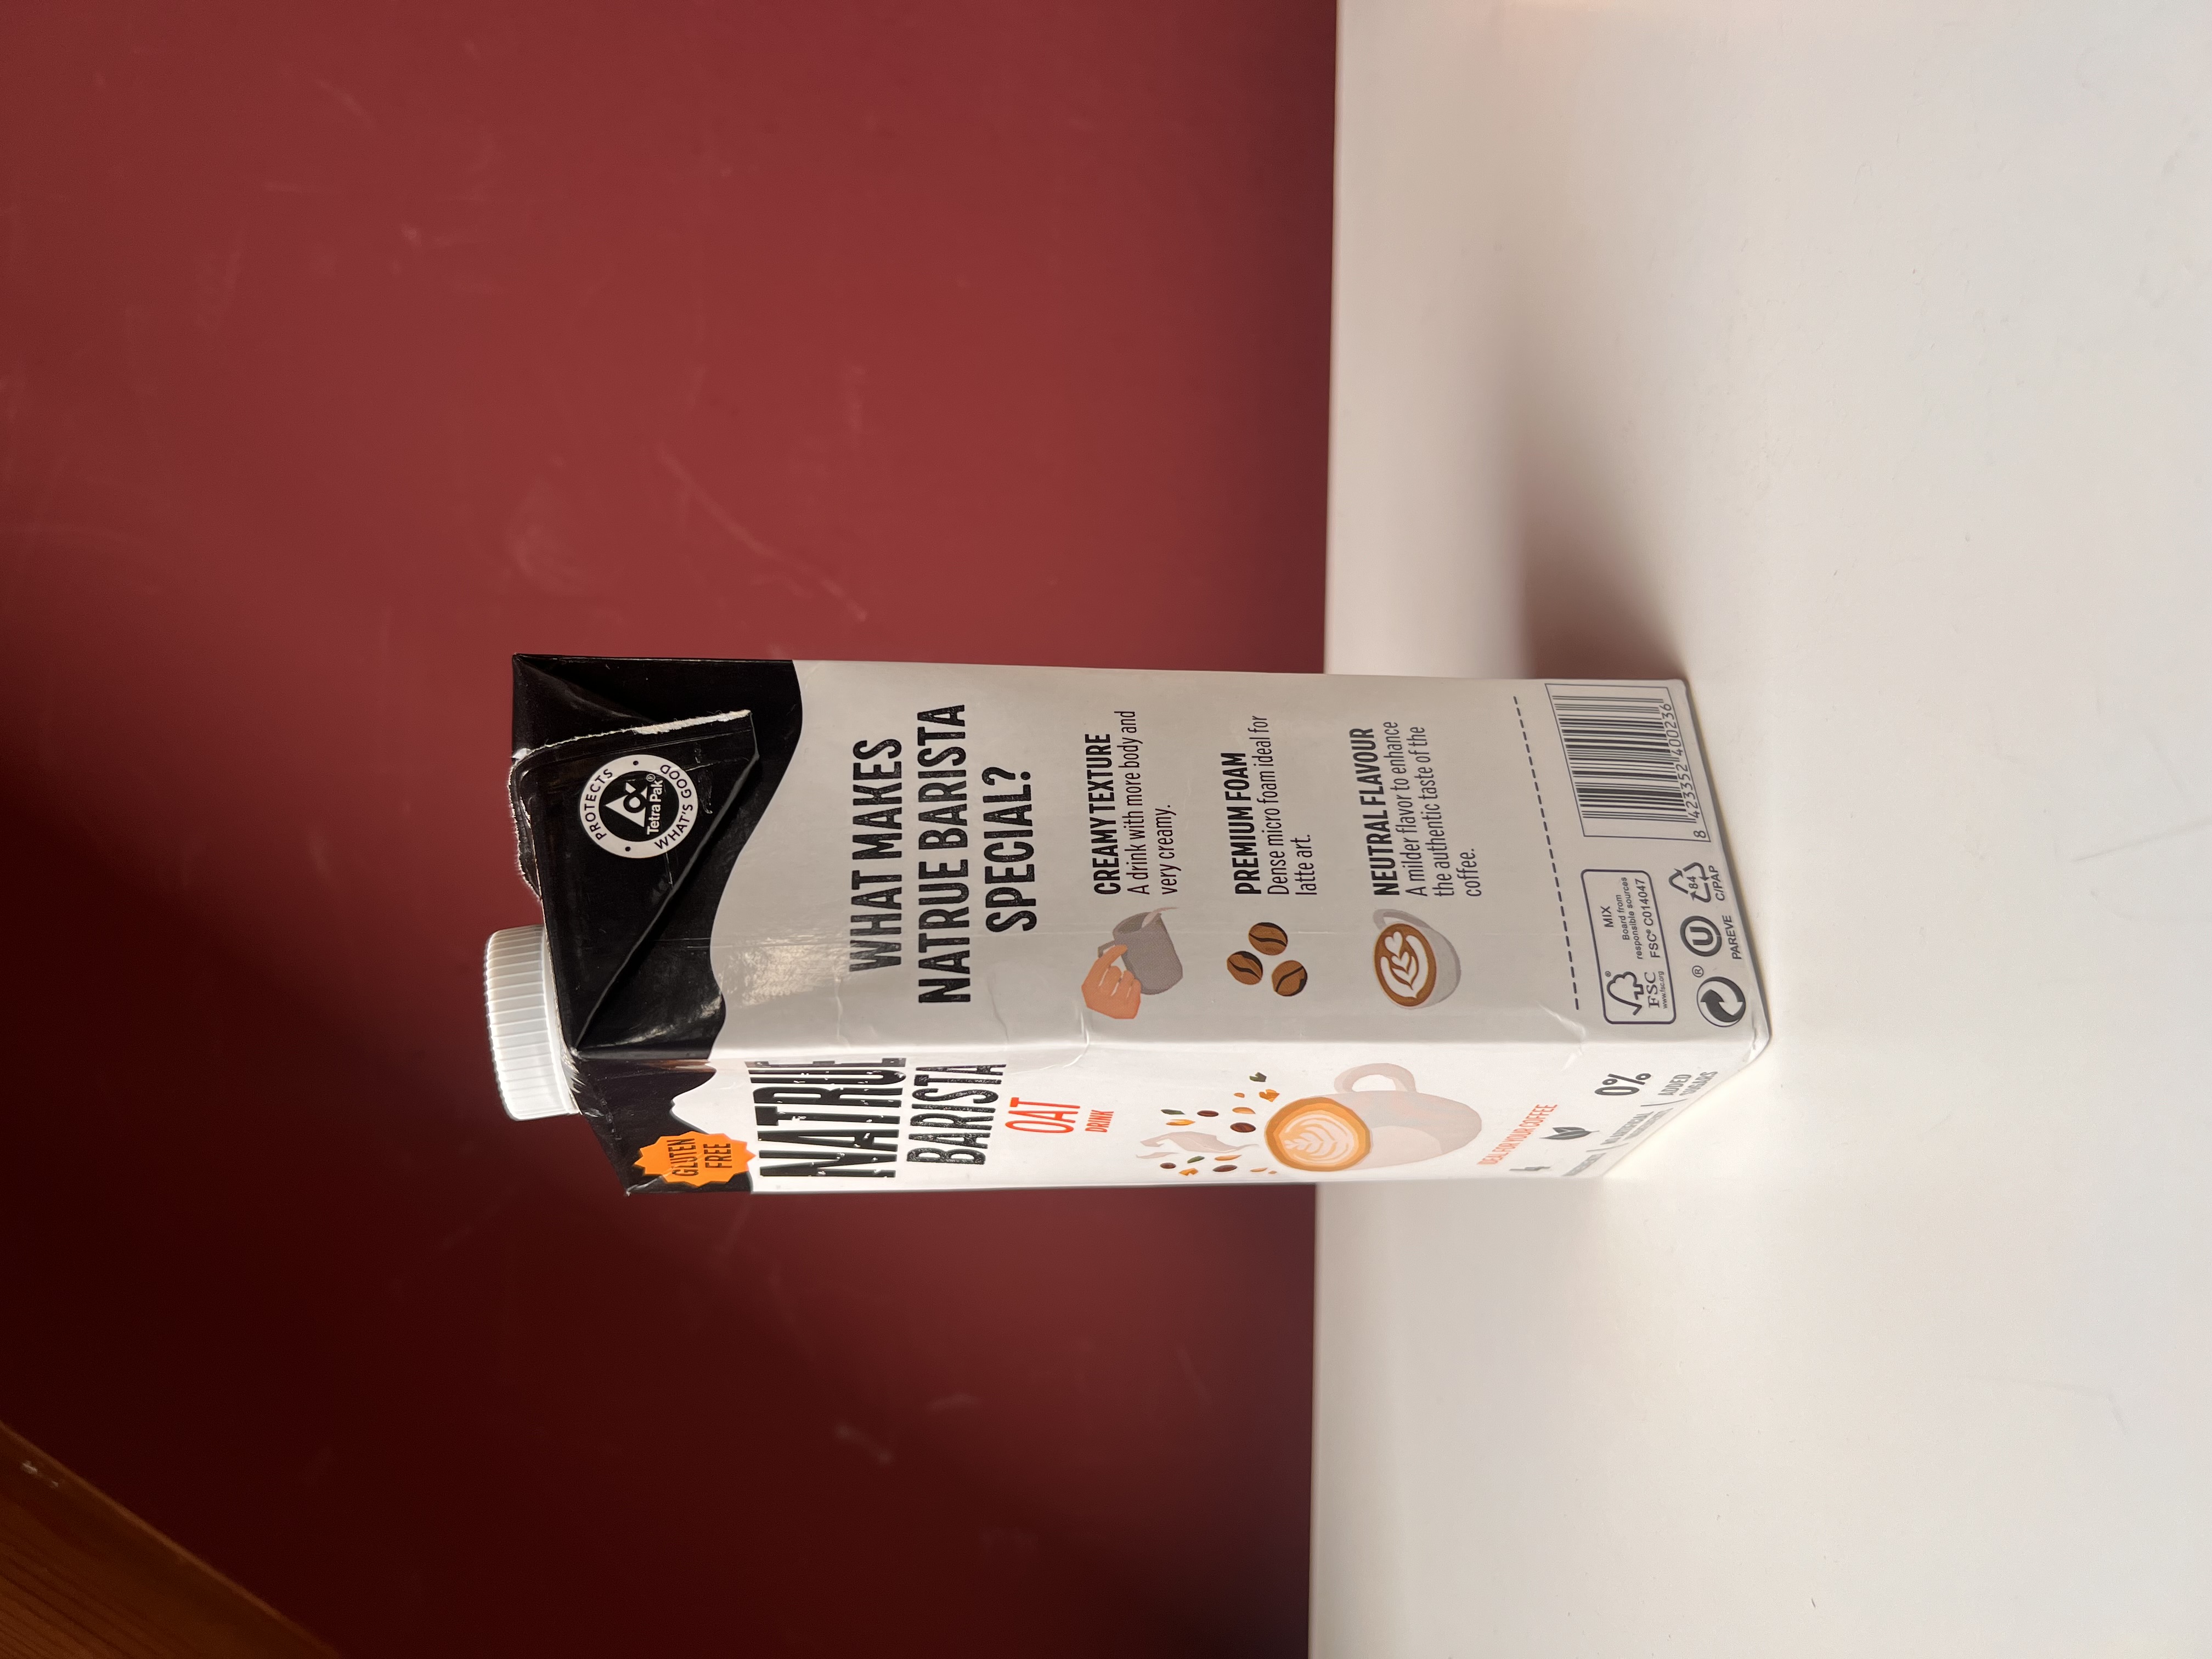 GLUTEN
FREE
NATRUE
BARISTA
OAT
DRINK
IDEAL FOR YOUR COFFEE
4
NO ARTIFICIAL
0%
ADDED
SUGARS
PROTECTS
Tetra Pak®
WHAT'S GOOD
WHAT MAKES
NATRUE BARISTA
SPECIAL?
CREAMY TEXTURE
A drink with more body and
very creamy.
PREMIUM FOAM
Dense micro foam ideal for
latte art.
NEUTRAL FLAVOUR
A milder flavor to enhance
the authentic taste of the
coffee.
®
FSC
www.fsc.org
MIX
Board from
responsible sources
FSC® C014047
®
U
PAREVE
84
C/PAP
8 423352 400236